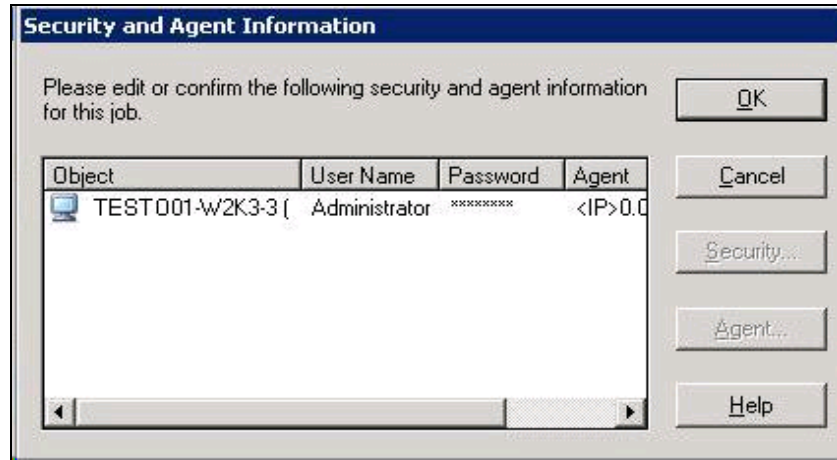 Security and Agent Information
Please edit or confirm the following security and agent information
for this job.
OK
Object User Name Password Agent
Cancel
TESTO01-W2K3-3 ( Administrator ******** <IP>0.0
Security...
Agent...
Help